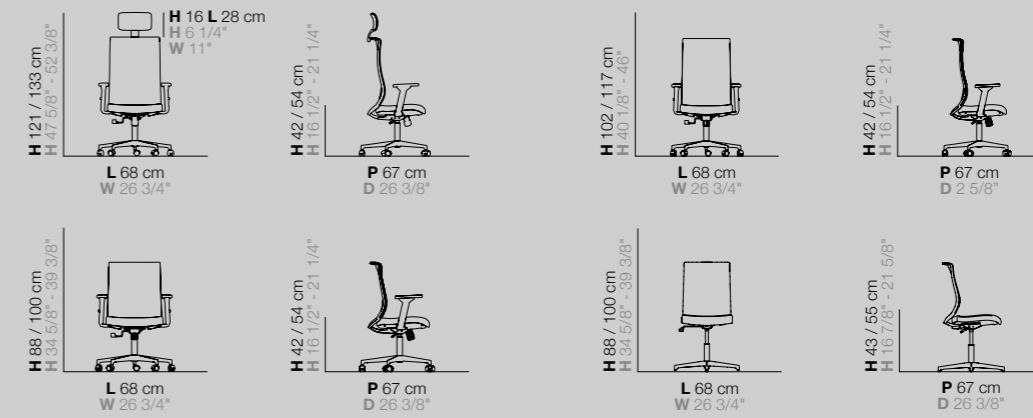 H 16 L 28 cm
H 6 1/4"
W 11"
H 121 / 133 cm
H 47 5/8" - 52 3/8"
L 68 cm
W 26 3/4"
H 42 / 54 cm
H 16 1/2" - 21 1/4"
P 67 cm
D 26 3/8"
H 102 / 117 cm
H 40 1/8" - 46"
L 68 cm
W 26 3/4"
H 42 / 54 cm
H 16 1/2" - 21 1/4"
P 67 cm
D 2 5/8"
H 88 / 100 cm
H 34 5/8" - 39 3/8"
L 68 cm
W 26 3/4"
H 42 / 54 cm
H 16 1/2" - 21 1/4"
P 67 cm
D 26 3/8"
H 88 / 100 cm
H 34 5/8" - 39 3/8"
L 68 cm
W 26 3/4"
H 43 / 55 cm
H 16 7/8" - 21 5/8"
P 67 cm
D 26 3/8"